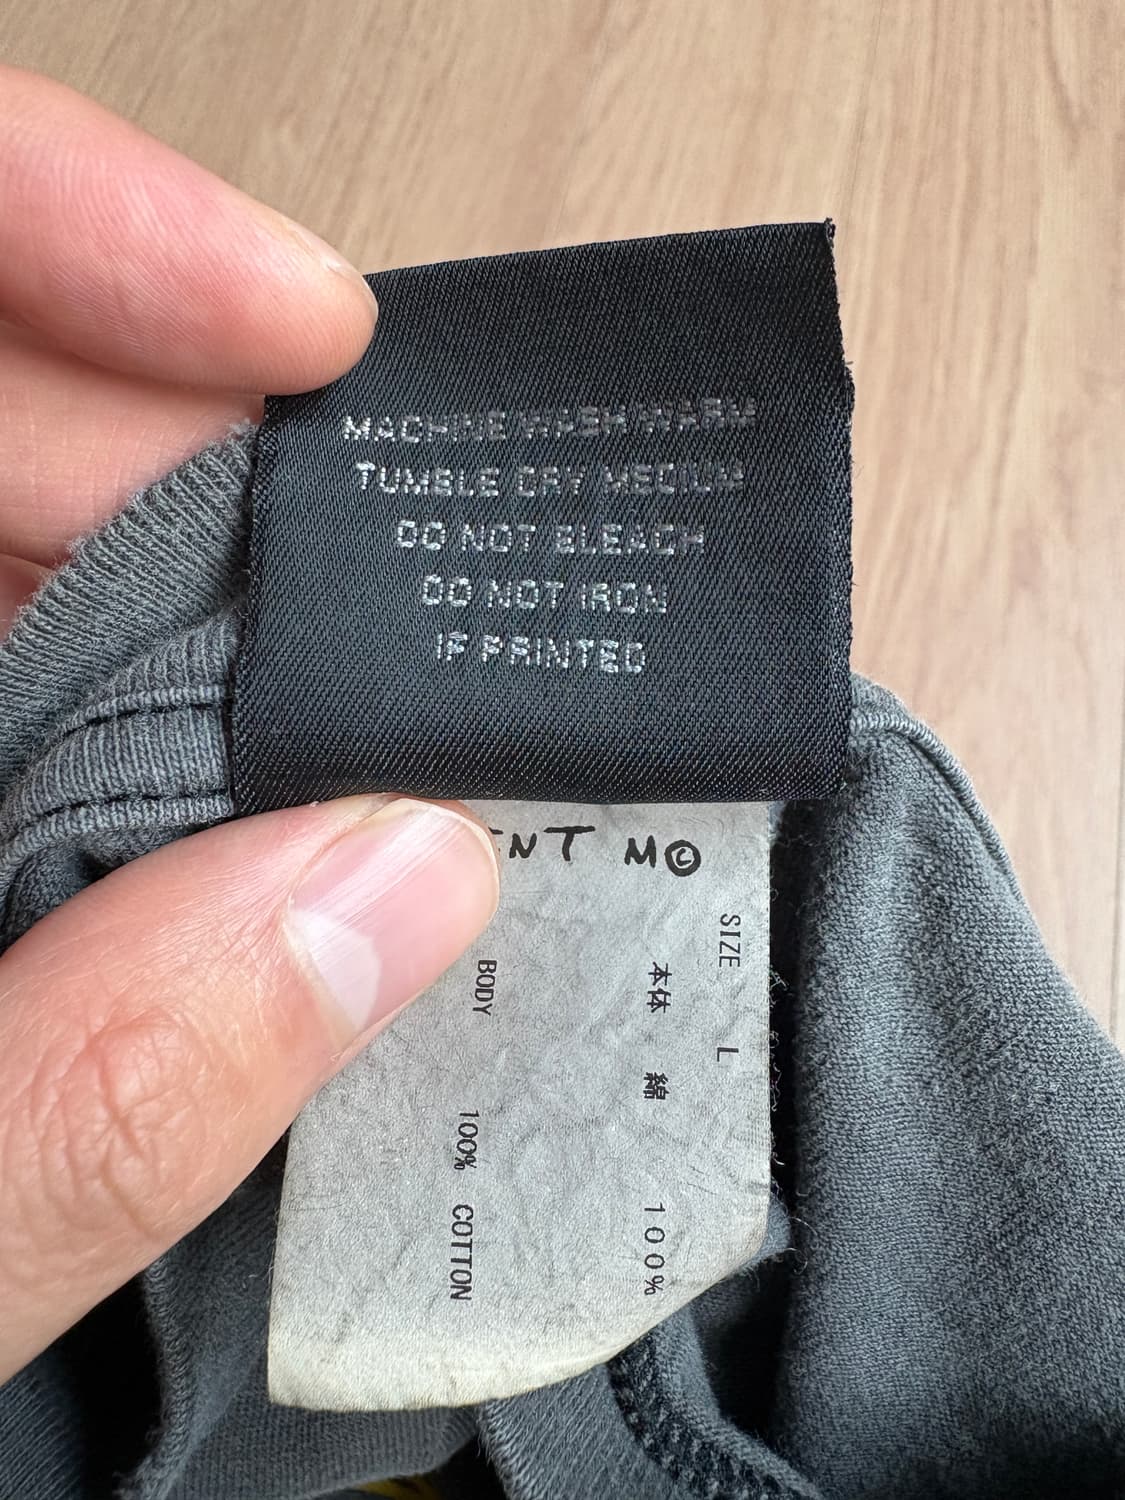 MACHINE WASH WARM
TUMBLE DRY MEDIUM
DO NOT BLEACH
DO NOT IRON
IF PRINTED
M©
SIZE L
本体 綿 100%
BODY 100% COTTON